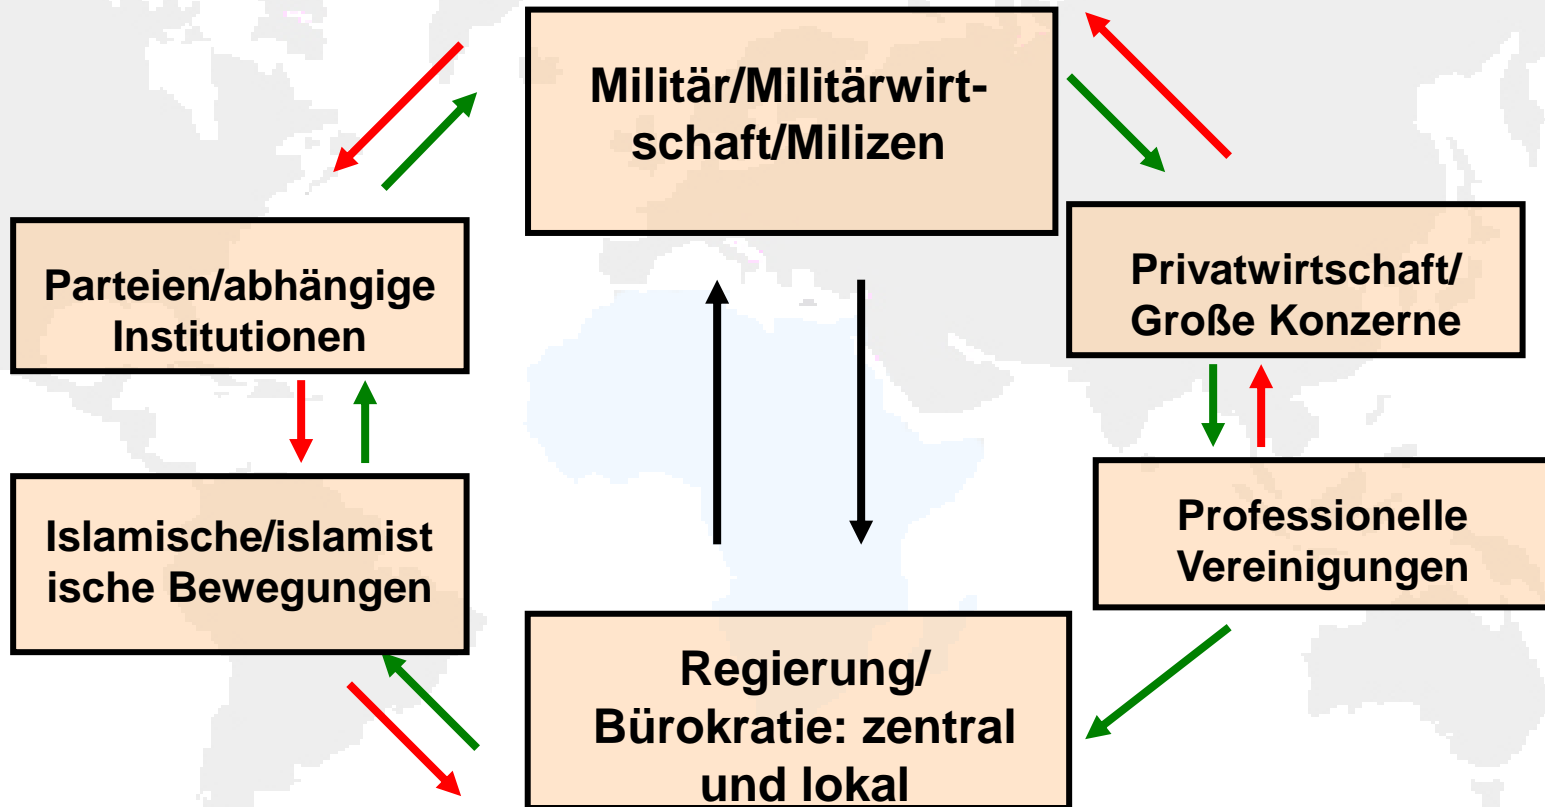 Militär/Militärwirt-
schaft/Milizen
Parteien/abhängige
Institutionen
Privatwirtschaft/
Große Konzerne
Islamische/islamist
ische Bewegungen
Professionelle
Vereinigungen
Regierung/
Bürokratie: zentral
und lokal